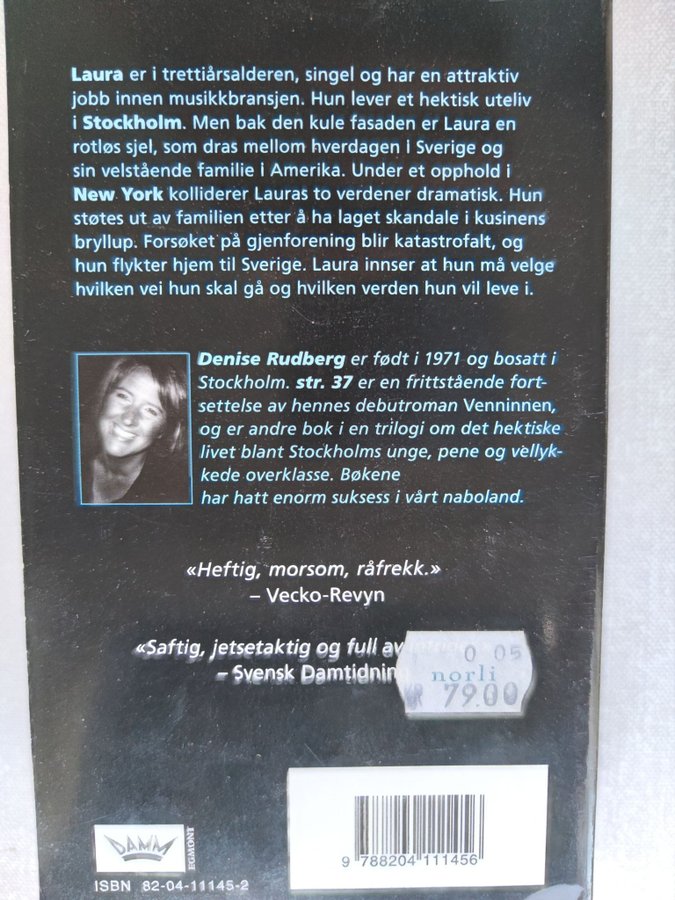 Laura er i trettiårsalderen, singel og har en attraktiv
jobb innen musikkbransjen. Hun lever et hektisk uteliv
i Stockholm. Men bak den kule fasaden er Laura en
rotløs sjel, som dras mellom hverdagen i Sverige og
sin velstående familie i Amerika. Under et opphold i
New York kolliderer Lauras to verdener dramatisk. Hun
støtes ut av familien etter å ha laget skandale i kusinens
bryllup. Forsøket på gjenforening blir katastrofalt, og
hun flykter hjem til Sverige. Laura innser at hun må velge
hvilken vei hun skal gå og hvilken verden hun vil leve i.
Denise Rudberg er født i 1971 og bosatt i
Stockholm. str. 37 er en frittstående fort-
settelse av hennes debutroman Venninnen,
og er andre bok i en trilogi om det hektiske
livet blant Stockholms unge, pene og vellyk-
kede overklasse. Bøkene
har hatt enorm suksess i vårt naboland.
«Heftig, morsom, råfrekk.»
– Vecko-Revyn
«Saftig, jetsetaktig og full av
– Svensk Damtidning
0 05
norli
KR 79.00
9 788204 111456
DAMM
EGMONT
ISBN 82-04-11145-2